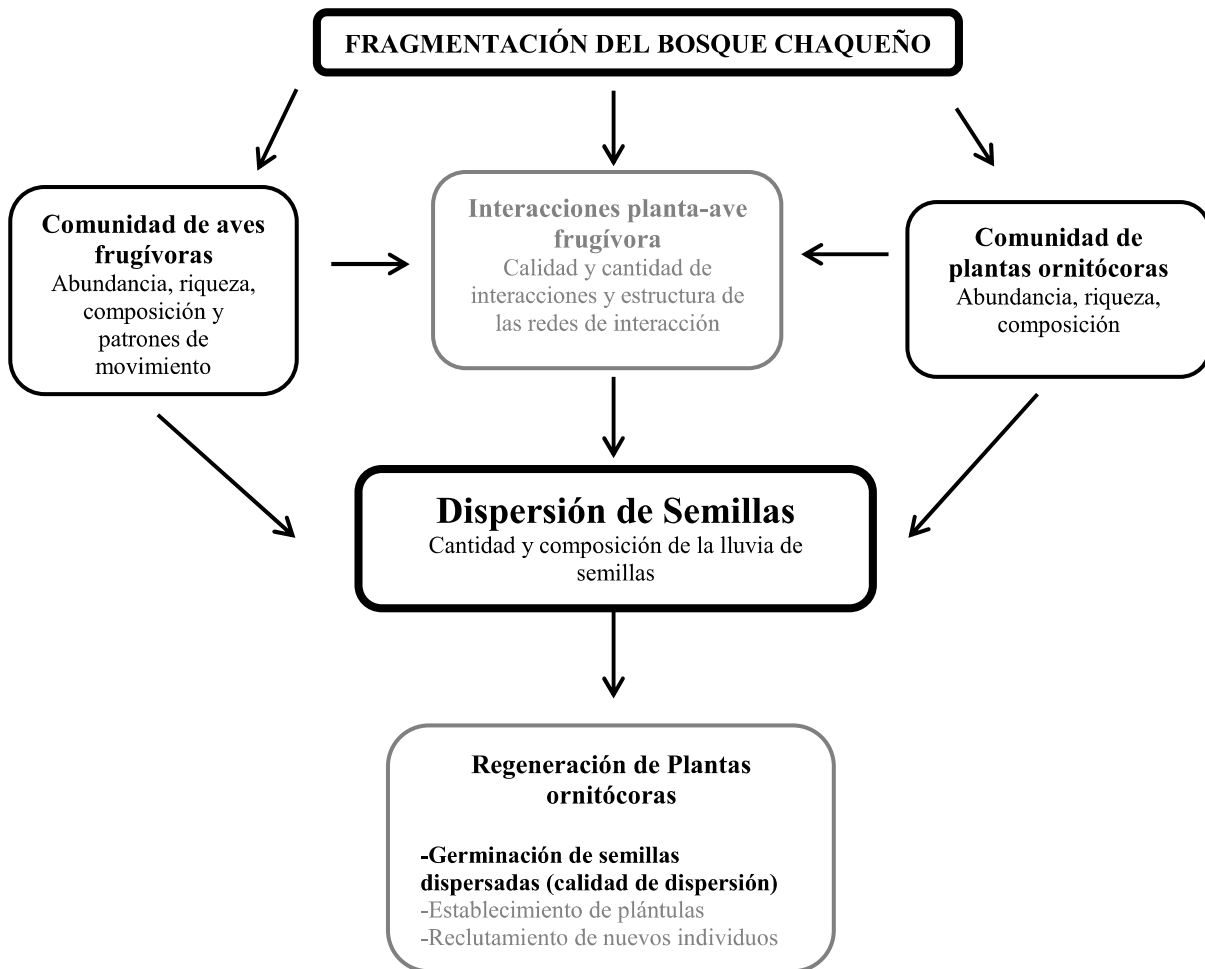 FRAGMENTACIÓN DEL BOSQUE CHAQUEÑO
Comunidad de aves
frugívoras
Abundancia, riqueza,
composición y
patrones de
movimiento
Interacciones planta-ave
frugívora
Calidad y cantidad de
interacciones y estructura de
las redes de interacción
Comunidad de
plantas ornitócoras
Abundancia, riqueza,
composición
Dispersión de Semillas
Cantidad y composición de la lluvia de
semillas
Regeneración de Plantas
ornitócoras
-Germinación de semillas
dispersadas (calidad de dispersión)
-Establecimiento de plántulas
-Reclutamiento de nuevos individuos